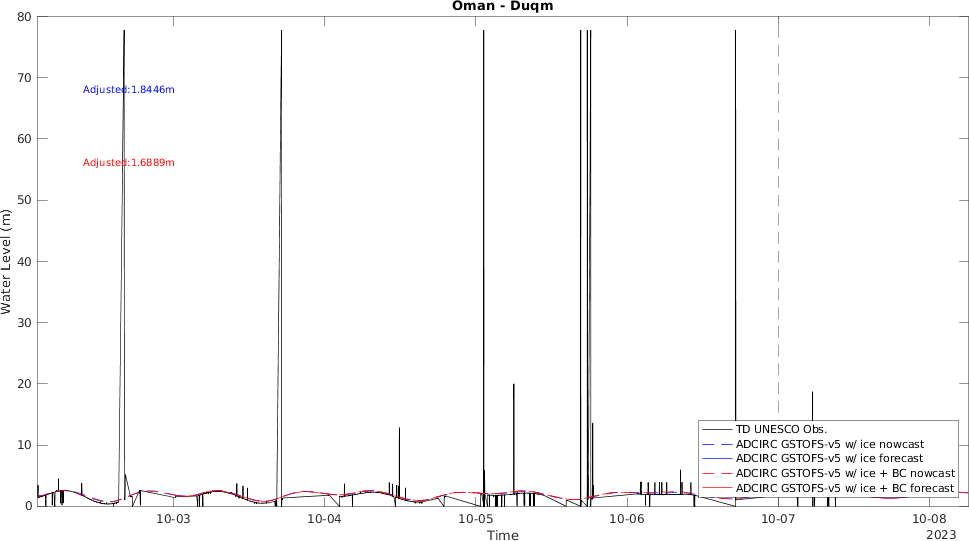 Oman - Duqm
80
70
60
50
40
30
20
10
0
Water Level (m)
Adjusted:1.8446m
Adjusted:1.6889m
TD UNESCO Obs.
ADCIRC GSTOFS-v5 w/ ice nowcast
ADCIRC GSTOFS-v5 w/ ice forecast
ADCIRC GSTOFS-v5 w/ ice + BC nowcast
ADCIRC GSTOFS-v5 w/ ice + BC forecast
10-03 10-04 10-05 10-06 10-07 10-08
Time
2023